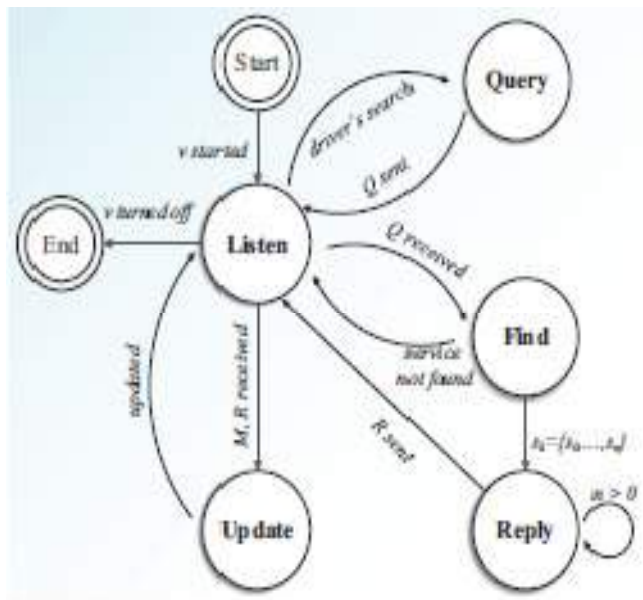 Start
Query
driver's search
v started
Q sent
v turned off
End
Listen
Q received
updated
M, R received
service
not found
Find
R sent
m > 0
Update
Reply